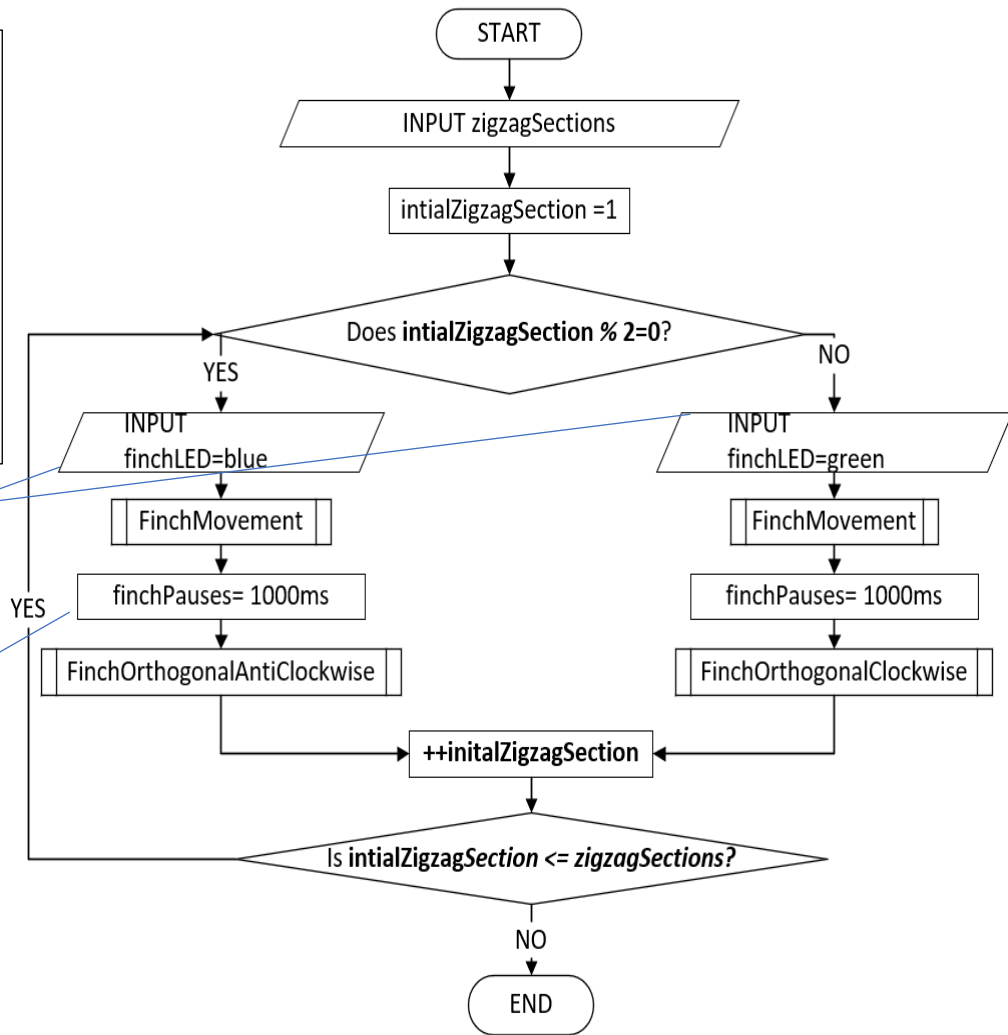 START
INPUT zigzagSections
intialZigzagSection =1
Does intialZigzagSection % 2=0?
YES
NO
INPUT
finchLED=blue
INPUT
finchLED=green
FinchMovement
FinchMovement
finchPauses= 1000ms
finchPauses= 1000ms
YES
FinchOrthogonalAntiClockwise
FinchOrthogonalClockwise
++initalZigzagSection
Is intialZigzagSection <= zigzagSections?
NO
END